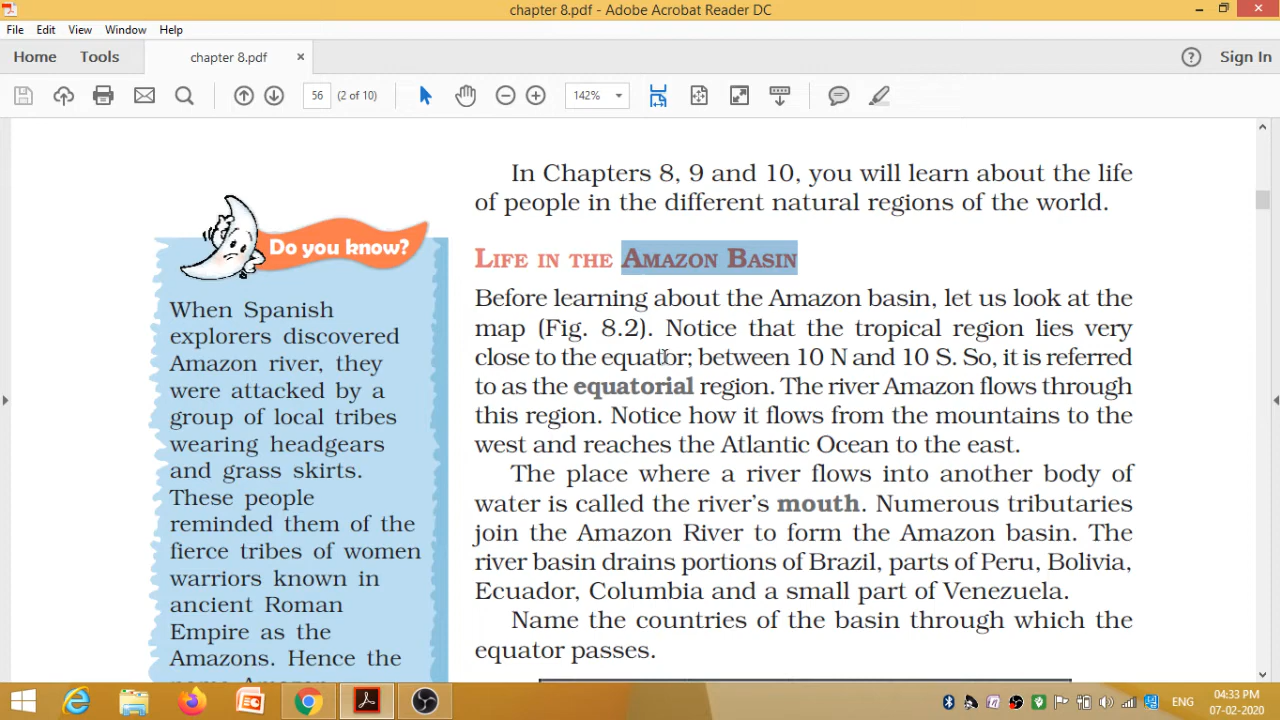 chapter 8.pdf - Adobe Acrobat Reader DC
File Edit View Window Help
Home Tools chapter 8.pdf × Sign In
56 (2 of 10) 142%
In Chapters 8, 9 and 10, you will learn about the life
of people in the different natural regions of the world.
Do you know?
When Spanish
explorers discovered
Amazon river, they
were attacked by a
group of local tribes
wearing headgears
and grass skirts.
These people
reminded them of the
fierce tribes of women
warriors known in
ancient Roman
Empire as the
Amazons. Hence the
LIFE IN THE AMAZON BASIN
Before learning about the Amazon basin, let us look at the
map (Fig. 8.2). Notice that the tropical region lies very
close to the equator; between 10 N and 10 S. So, it is referred
to as the equatorial region. The river Amazon flows through
this region. Notice how it flows from the mountains to the
west and reaches the Atlantic Ocean to the east.
The place where a river flows into another body of
water is called the river's mouth. Numerous tributaries
join the Amazon River to form the Amazon basin. The
river basin drains portions of Brazil, parts of Peru, Bolivia,
Ecuador, Columbia and a small part of Venezuela.
Name the countries of the basin through which the
equator passes.
ENG
04:33 PM
07-02-2020